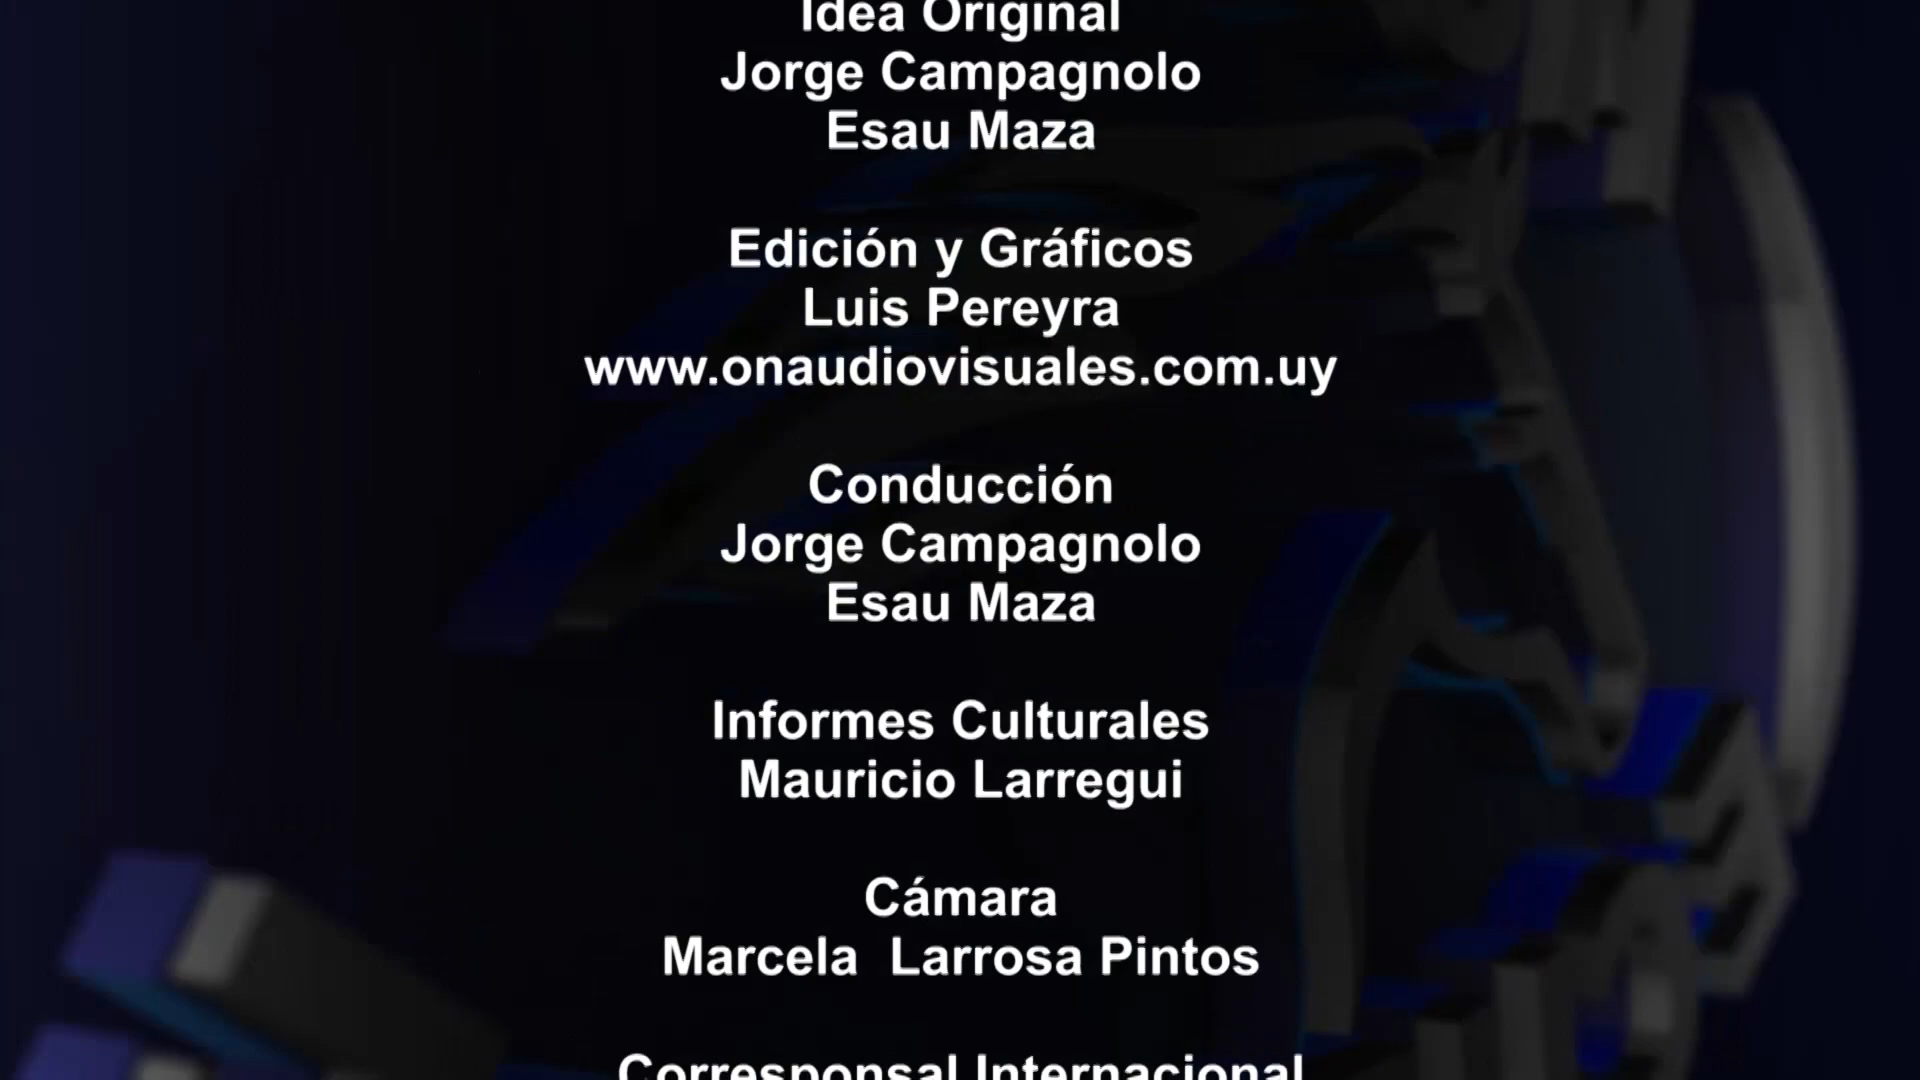 Idea Original
Jorge Campagnolo
Esau Maza
Edición y Gráficos
Luis Pereyra
www.onaudiovisuales.com.uy
Conducción
Jorge Campagnolo
Esau Maza
Informes Culturales
Mauricio Larregui
Cámara
Marcela  Larrosa Pintos
Corresponsal Internacional